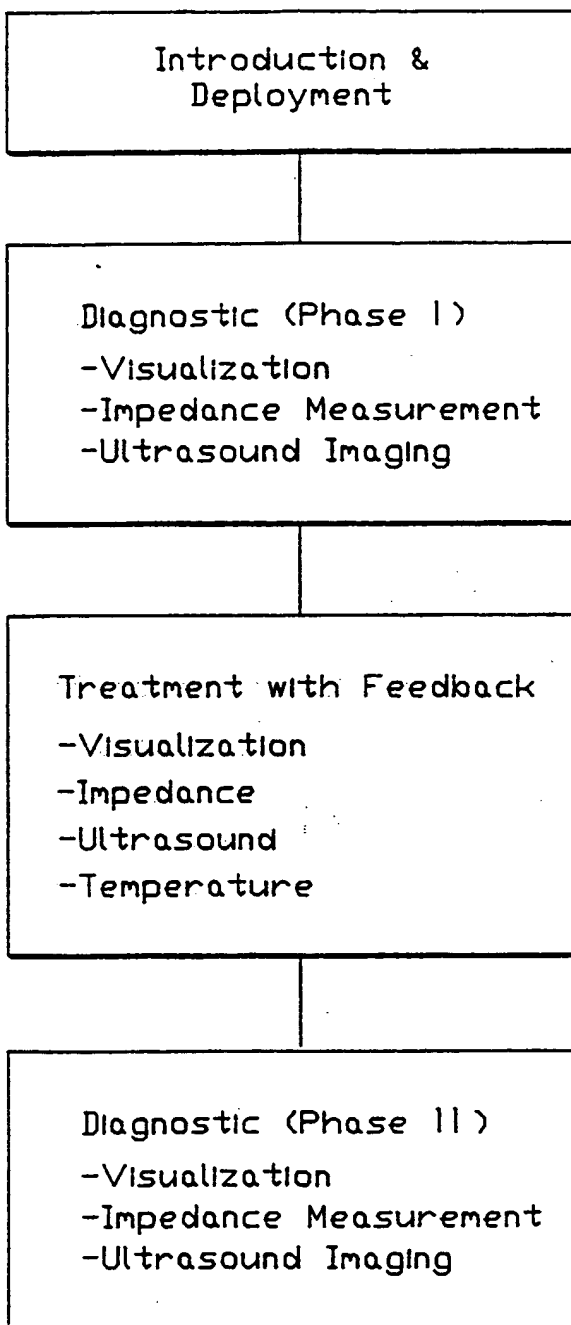 Introduction &
Deployment
Diagnostic (Phase I)
-Visualization
-Impedance Measurement
-Ultrasound Imaging
Treatment with Feedback
-Visualization
-Impedance
-Ultrasound
-Temperature
Diagnostic (Phase II)
-Visualization
-Impedance Measurement
-Ultrasound Imaging